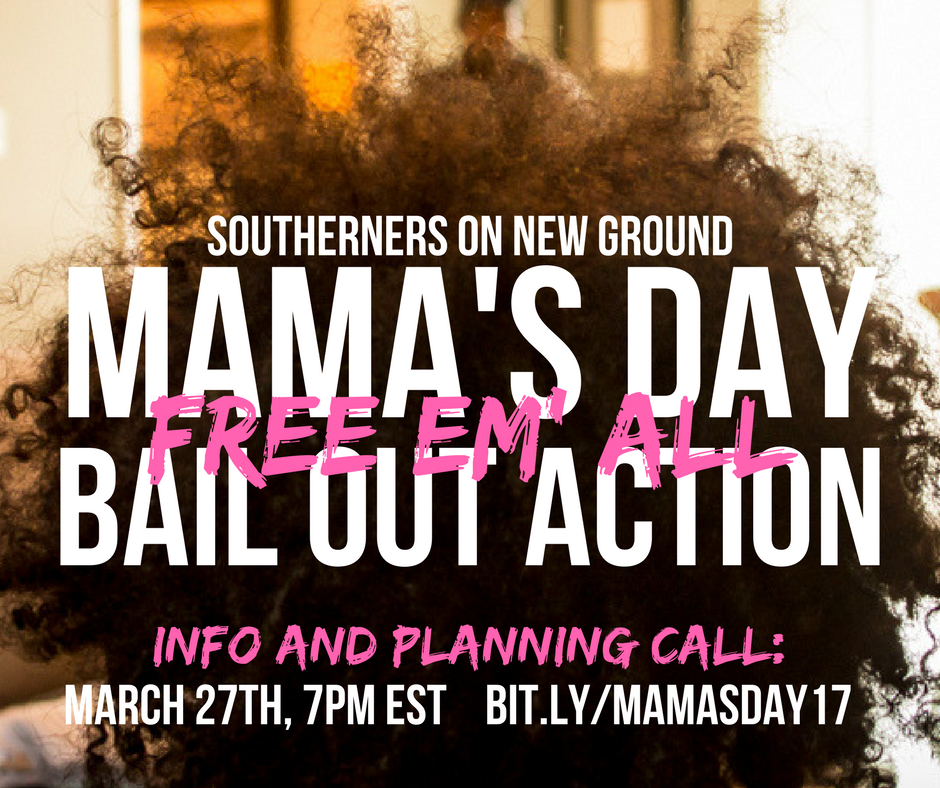 SOUTHERNERS ON NEW GROUND
MAMA'S DAY
FREE EM' ALL
BAIL OUT ACTION
INFO AND PLANNING CALL:
MARCH 27TH, 7PM EST BIT.LY/MAMASDAY17